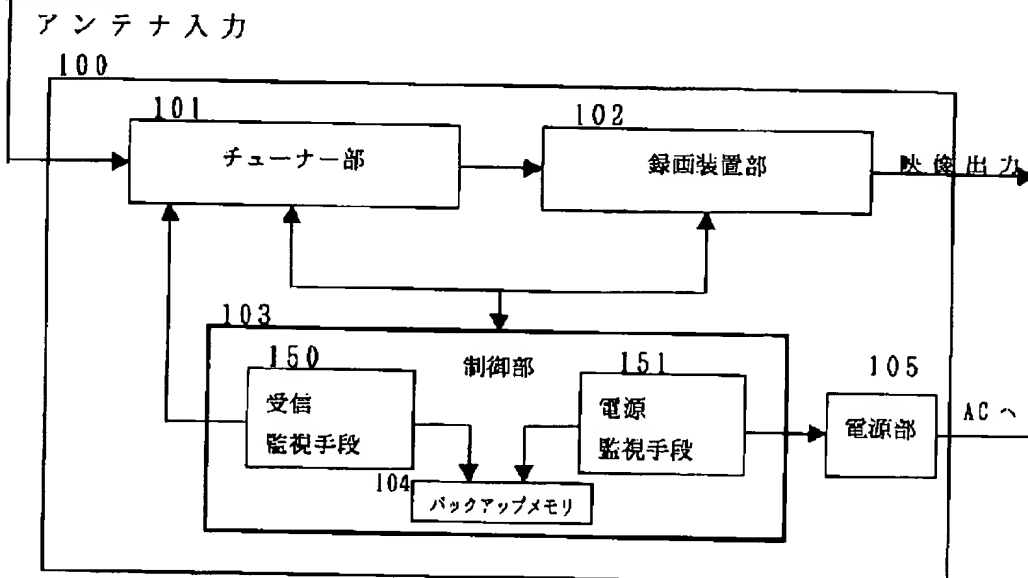 アンテナ入力
100
101
チューナー部
102
録画装置部
映像出力
103
制御部
150
受信
監視手段
151
電源
監視手段
104
バックアップメモリ
105
電源部
ACへ